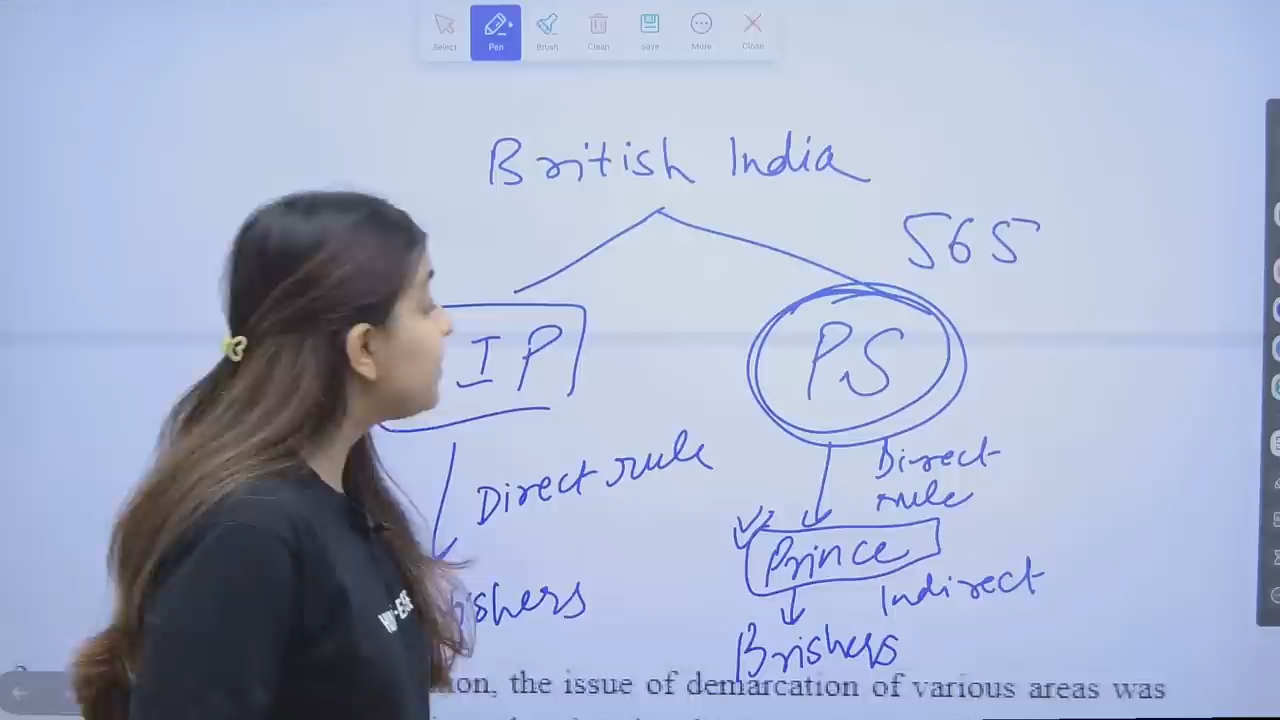 Select Pen Brush Clean Save More Close
British India
565
IP
PS
Direct rule
Direct
rule
Prince
Indirect
Brishers
the issue of demarcation of various areas was